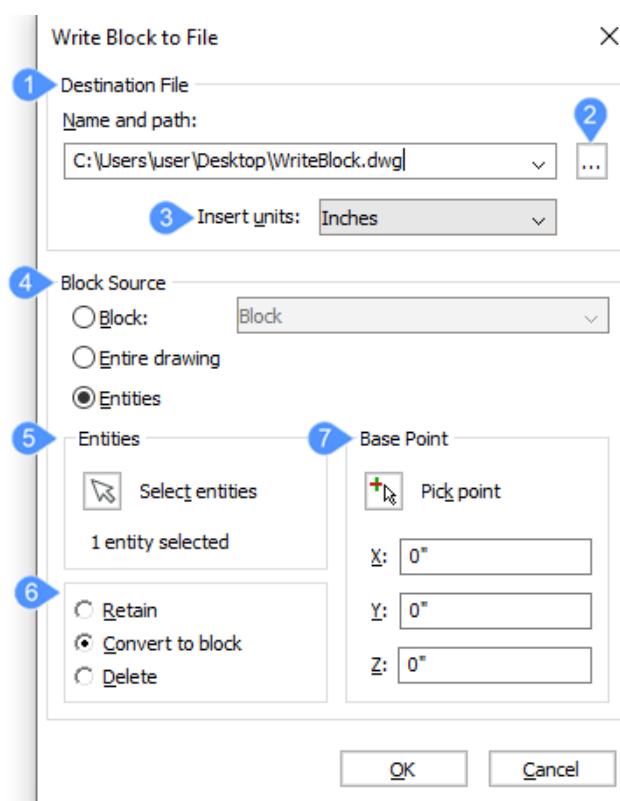 Write Block to File
1 Destination File
Name and path:
2
C:\Users\user\Desktop\WriteBlock.dwg
...
3 Insert units: Inches
4 Block Source
Block: Block
Entire drawing
Entities
5 Entities
Select entities
1 entity selected
6
Retain
Convert to block
Delete
7 Base Point
Pick point
X: 0"
Y: 0"
Z: 0"
OK Cancel